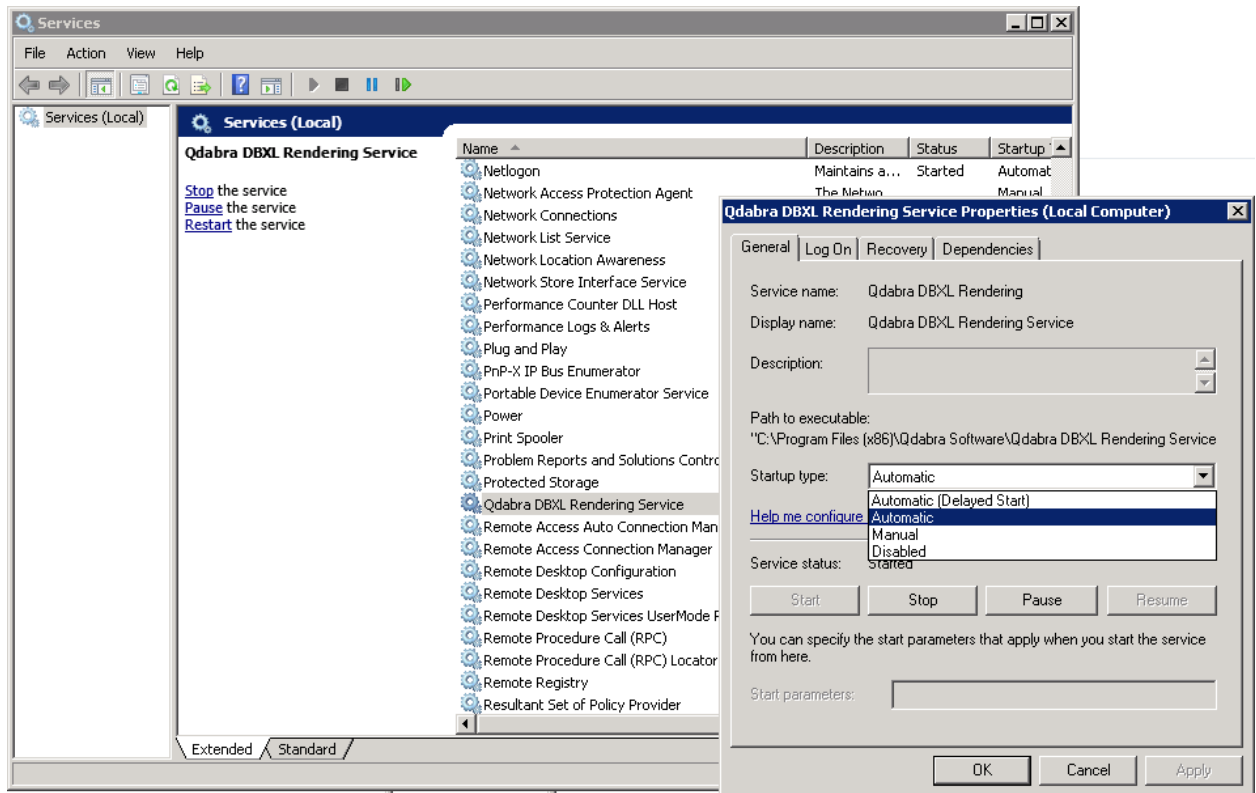 Services
File Action View Help
Services (Local)
Services (Local)
Qdabra DBXL Rendering Service
Stop the service
Pause the service
Restart the service
Name Description Status Startup
Netlogon Maintains a... Started Automat
Network Access Protection Agent The Netwo Manual
Network Connections
Network List Service
Network Location Awareness
Network Store Interface Service
Performance Counter DLL Host
Performance Logs & Alerts
Plug and Play
PnP-X IP Bus Enumerator
Portable Device Enumerator Service
Power
Print Spooler
Problem Reports and Solutions Contro
Protected Storage
Qdabra DBXL Rendering Service
Remote Access Auto Connection Man
Remote Access Connection Manager
Remote Desktop Configuration
Remote Desktop Services
Remote Desktop Services UserMode P
Remote Procedure Call (RPC)
Remote Procedure Call (RPC) Locator
Remote Registry
Resultant Set of Policy Provider
Extended Standard
Qdabra DBXL Rendering Service Properties (Local Computer)
General Log On Recovery Dependencies
Service name: Qdabra DBXL Rendering
Display name: Qdabra DBXL Rendering Service
Description:
Path to executable:
"C:\Program Files (x86)\Qdabra Software\Qdabra DBXL Rendering Service
Startup type: Automatic
Automatic (Delayed Start)
Help me configure Automatic
Manual
Disabled
Service status: Started
Start Stop Pause Resume
You can specify the start parameters that apply when you start the service
from here.
Start parameters:
OK Cancel Apply